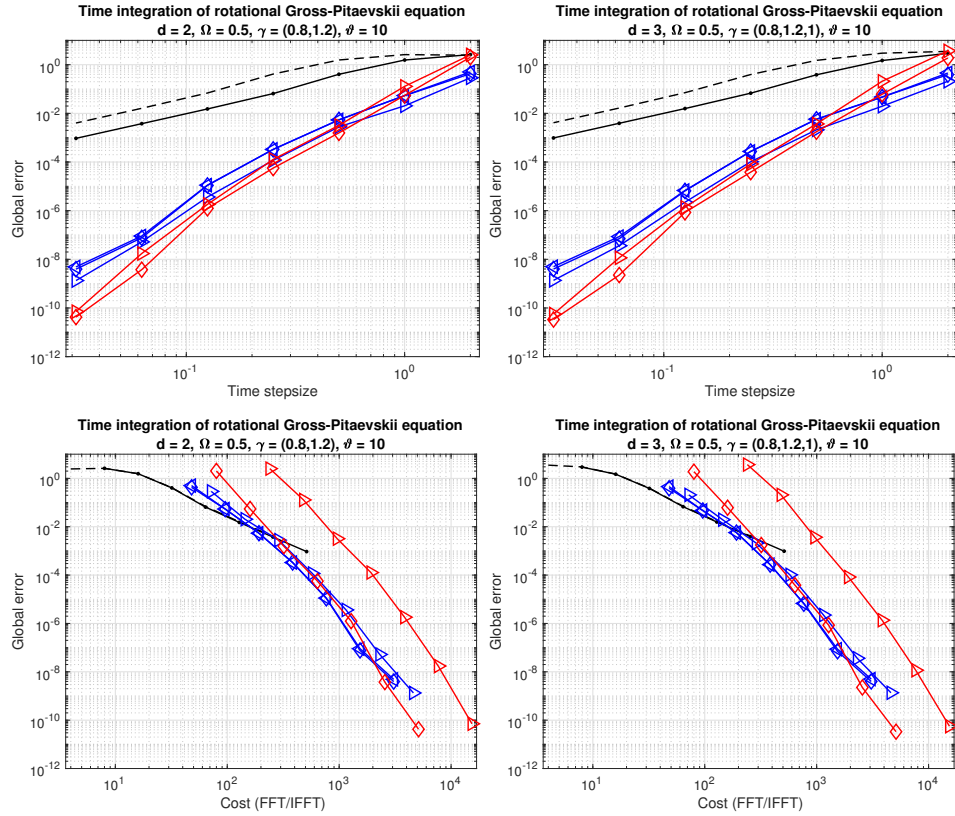 Time integration of rotational Gross-Pitaevskii equation
d = 2, Ω = 0.5, γ = (0.8,1.2), ϑ = 10
10^0
10^-2
10^-4
10^-6
10^-8
10^-10
10^-12
Global error
10^-1
10^0
Time stepsize
Time integration of rotational Gross-Pitaevskii equation
d = 3, Ω = 0.5, γ = (0.8,1.2,1), ϑ = 10
10^0
10^-2
10^-4
10^-6
10^-8
10^-10
10^-12
Global error
10^-1
10^0
Time stepsize
Time integration of rotational Gross-Pitaevskii equation
d = 2, Ω = 0.5, γ = (0.8,1.2), ϑ = 10
10^0
10^-2
10^-4
10^-6
10^-8
10^-10
10^-12
Global error
10^1
10^2
10^3
10^4
Cost (FFT/IFFT)
Time integration of rotational Gross-Pitaevskii equation
d = 3, Ω = 0.5, γ = (0.8,1.2,1), ϑ = 10
10^0
10^-2
10^-4
10^-6
10^-8
10^-10
10^-12
Global error
10^1
10^2
10^3
10^4
Cost (FFT/IFFT)